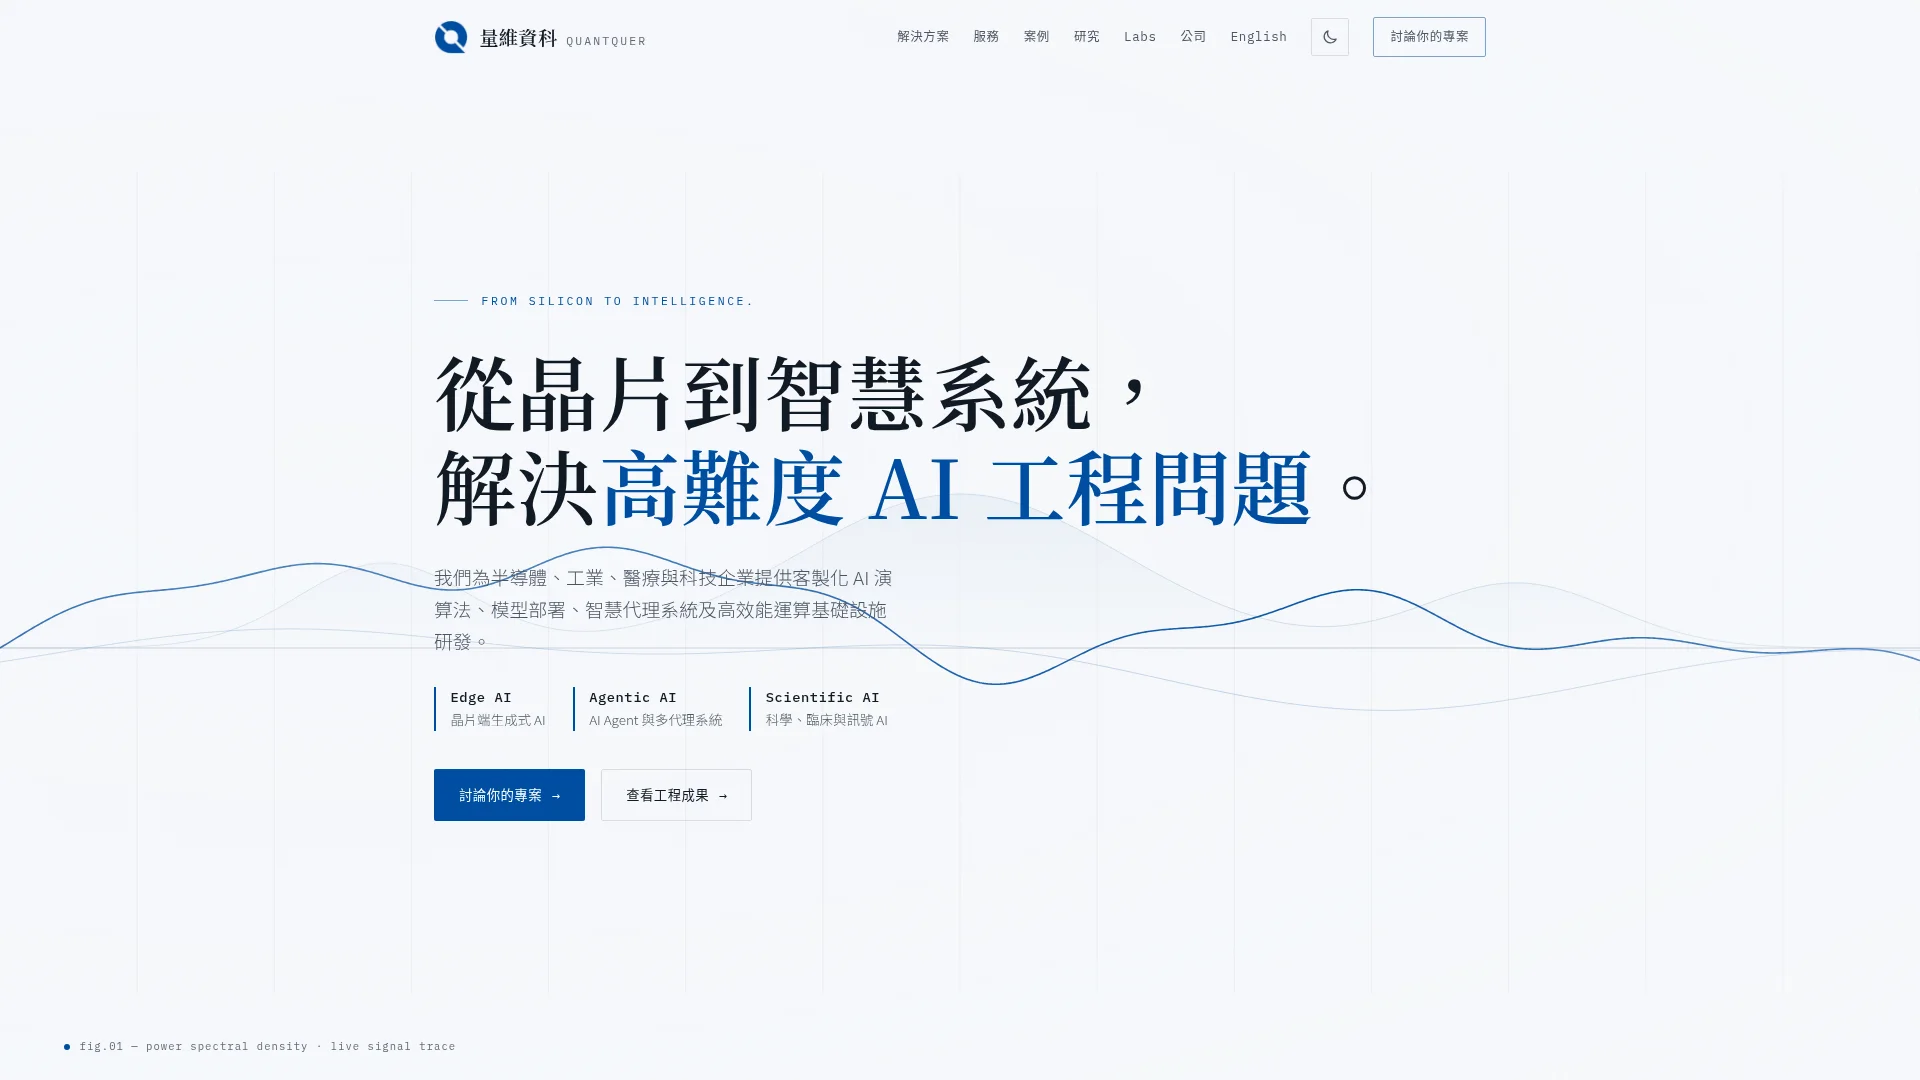 量維資科 QUANTQUER
解決方案 服務 案例 研究 Labs 公司 English 討論你的專案
FROM SILICON TO INTELLIGENCE.
從晶片到智慧系統，
解決高難度 AI 工程問題。
我們為半導體、工業、醫療與科技企業提供客製化 AI 演
算法、模型部署、智慧代理系統及高效能運算基礎設施
研發。
Edge AI
晶片端生成式 AI
Agentic AI
AI Agent 與多代理系統
Scientific AI
科學、臨床與訊號 AI
討論你的專案 →
查看工程成果 →
fig.01 — power spectral density · live signal trace